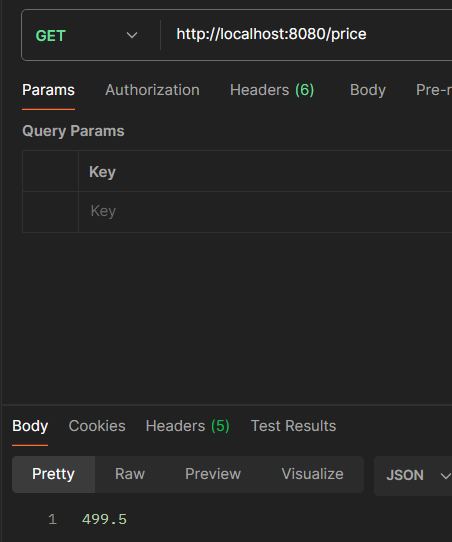 GET http://localhost:8080/price
Params Authorization Headers (6) Body Pre-r
Query Params
Key
Key
Body Cookies Headers (5) Test Results
Pretty Raw Preview Visualize JSON
1 499.5